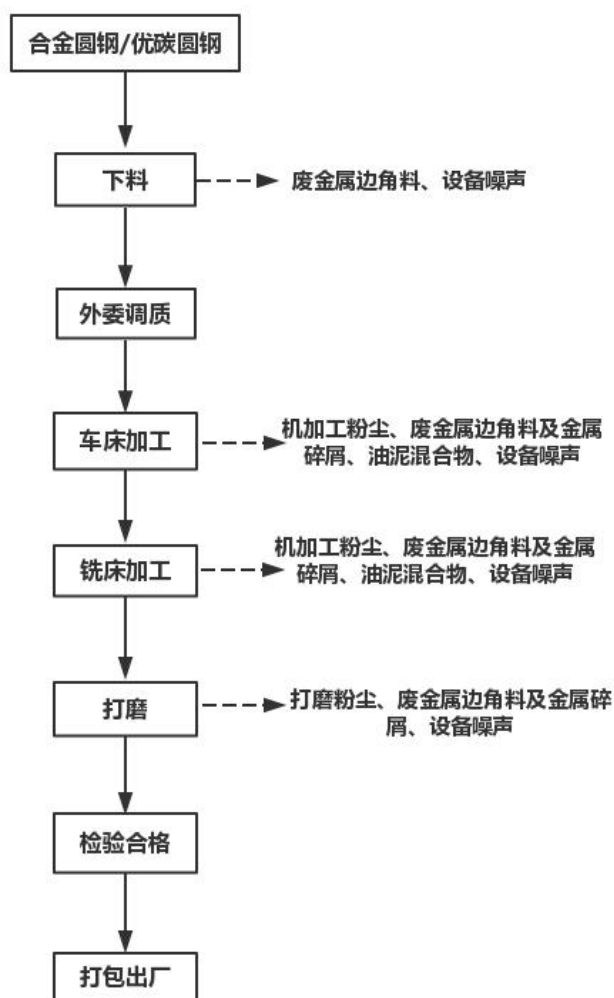 合金圆钢/优碳圆钢
下料
废金属边角料、设备噪声
外委调质
车床加工
机加工粉尘、废金属边角料及金属
碎屑、油泥混合物、设备噪声
铣床加工
机加工粉尘、废金属边角料及金属
碎屑、油泥混合物、设备噪声
打磨
打磨粉尘、废金属边角料及金属碎
屑、设备噪声
检验合格
打包出厂